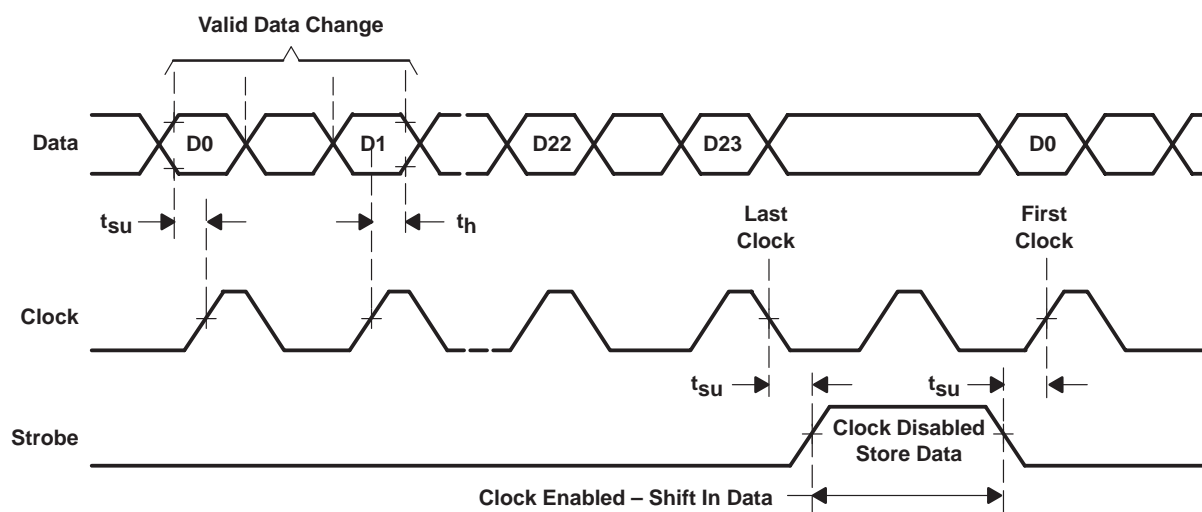 Valid Data Change
Data
D0
D1
D22
D23
D0
tsu
th
Last
Clock
First
Clock
Clock
tsu
tsu
Strobe
Clock Disabled
Store Data
Clock Enabled – Shift In Data